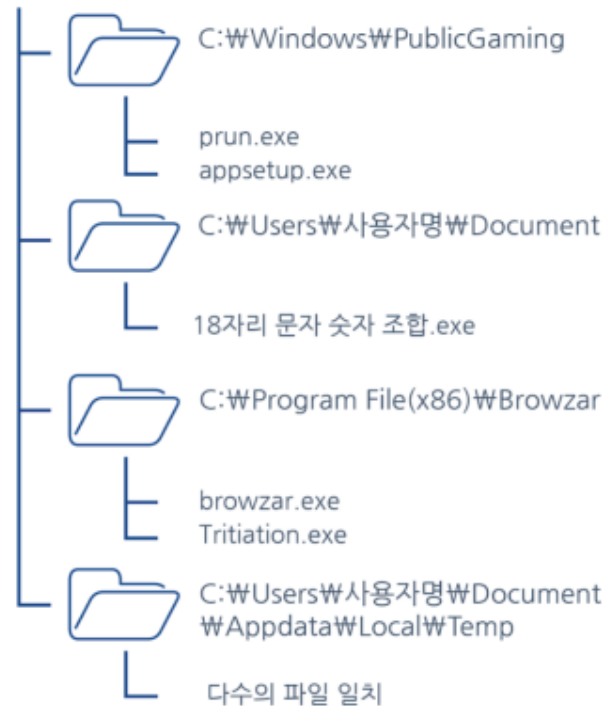 C:₩Windows₩PublicGaming
prun.exe
appsetup.exe
C:₩Users₩사용자명₩Document
18자리 문자 숫자 조합.exe
C:₩Program File(x86)₩Browzar
browzar.exe
Tritiation.exe
C:₩Users₩사용자명₩Document
₩Appdata₩Local₩Temp
다수의 파일 일치